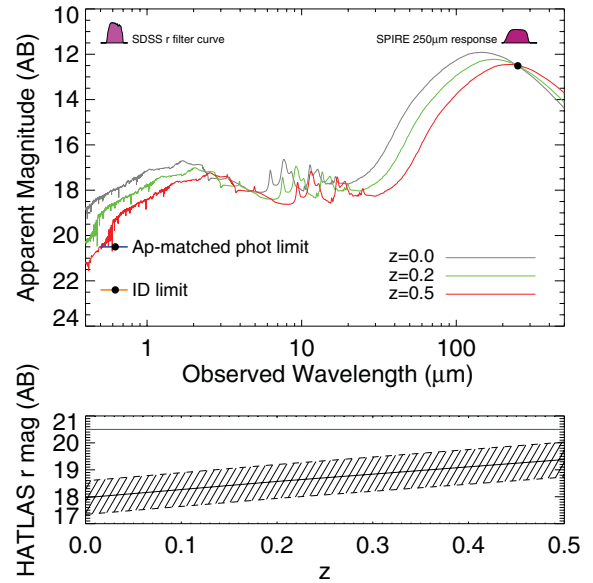 SDSS r filter curve
SPIRE 250μm response
Apparent Magnitude (AB)
10
12
14
16
18
20
22
24
Ap-matched phot limit
ID limit
z=0.0
z=0.2
z=0.5
1
10
100
Observed Wavelength (μm)
HATLAS r mag (AB)
21
20
19
18
17
0.0
0.1
0.2
0.3
0.4
0.5
z